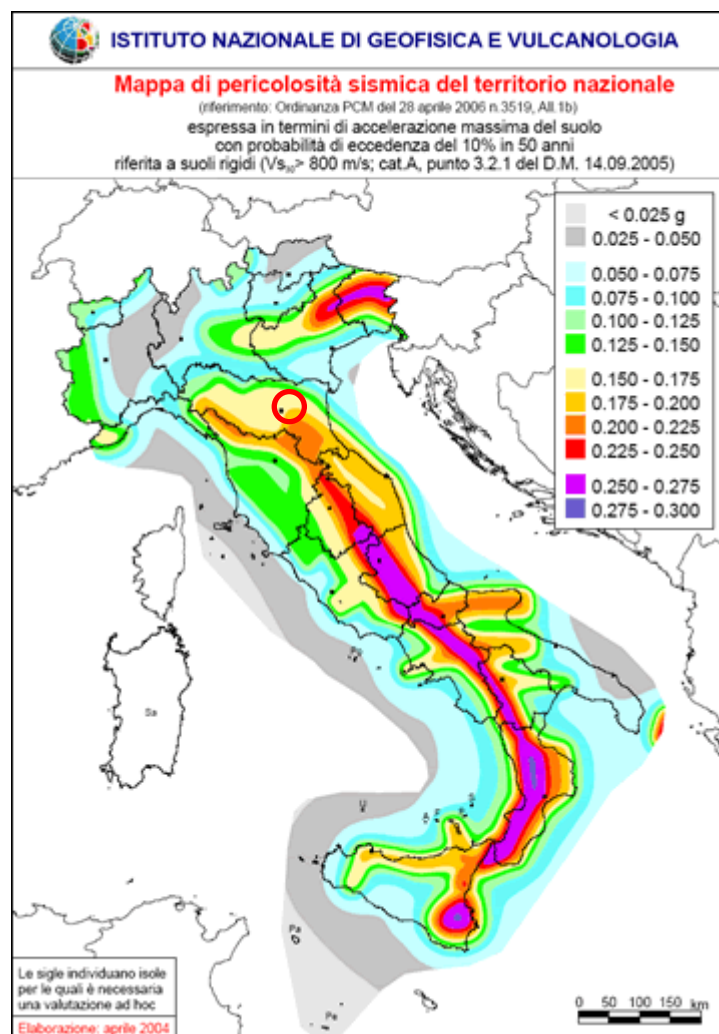 ISTITUTO NAZIONALE DI GEOFISICA E VULCANOLOGIA
Mappa di pericolosità sismica del territorio nazionale
(riferimento: Ordinanza PCM del 28 aprile 2006 n.3519, All.1b)
espressa in termini di accelerazione massima del suolo
con probabilità di eccedenza del 10% in 50 anni
riferita a suoli rigidi (Vs₃₀> 800 m/s; cat.A, punto 3.2.1 del D.M. 14.09.2005)
< 0.025 g
0.025 - 0.050
0.050 - 0.075
0.075 - 0.100
0.100 - 0.125
0.125 - 0.150
0.150 - 0.175
0.175 - 0.200
0.200 - 0.225
0.225 - 0.250
0.250 - 0.275
0.275 - 0.300
Sa
U
A
F
S
Pa
Pe
Le sigle individuano isole
per le quali è necessaria
una valutazione ad hoc
Elaborazione: aprile 2004
0 50 100 150 200
km